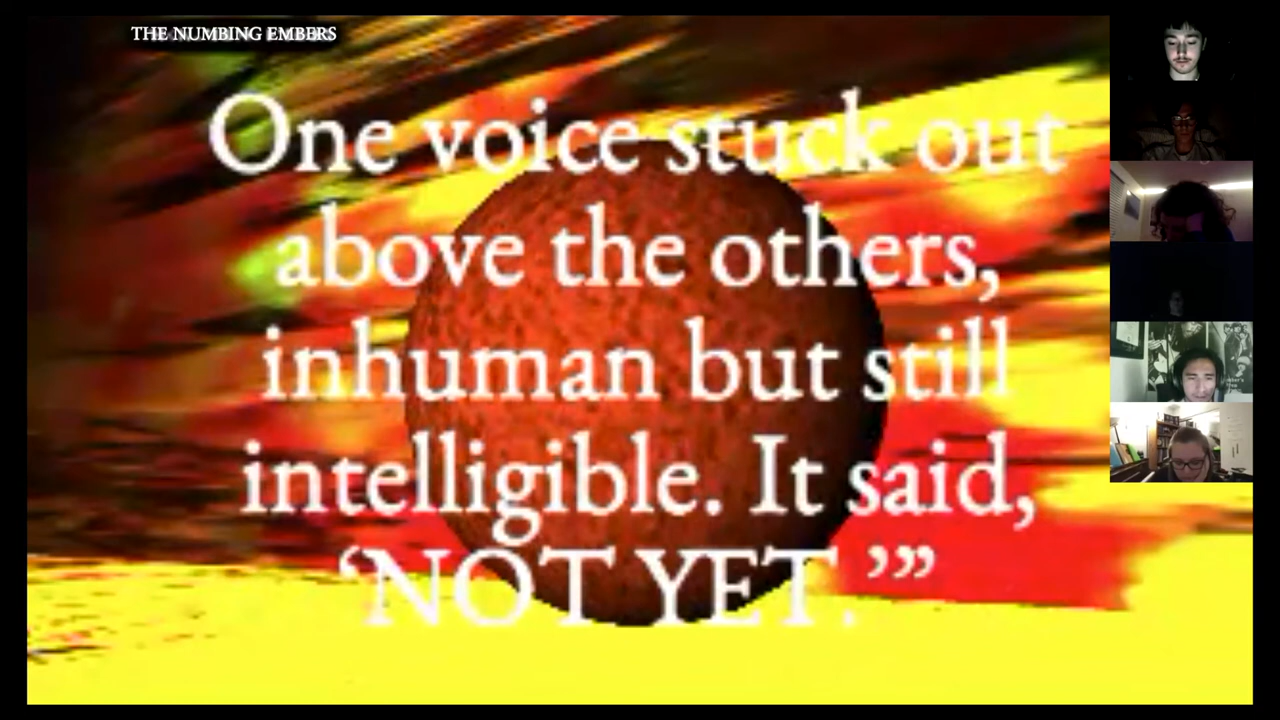 THE NUMBING EMBERS
One voice stuck out
above the others,
inhuman but still
intelligible. It said,
‘NOT YET.’”